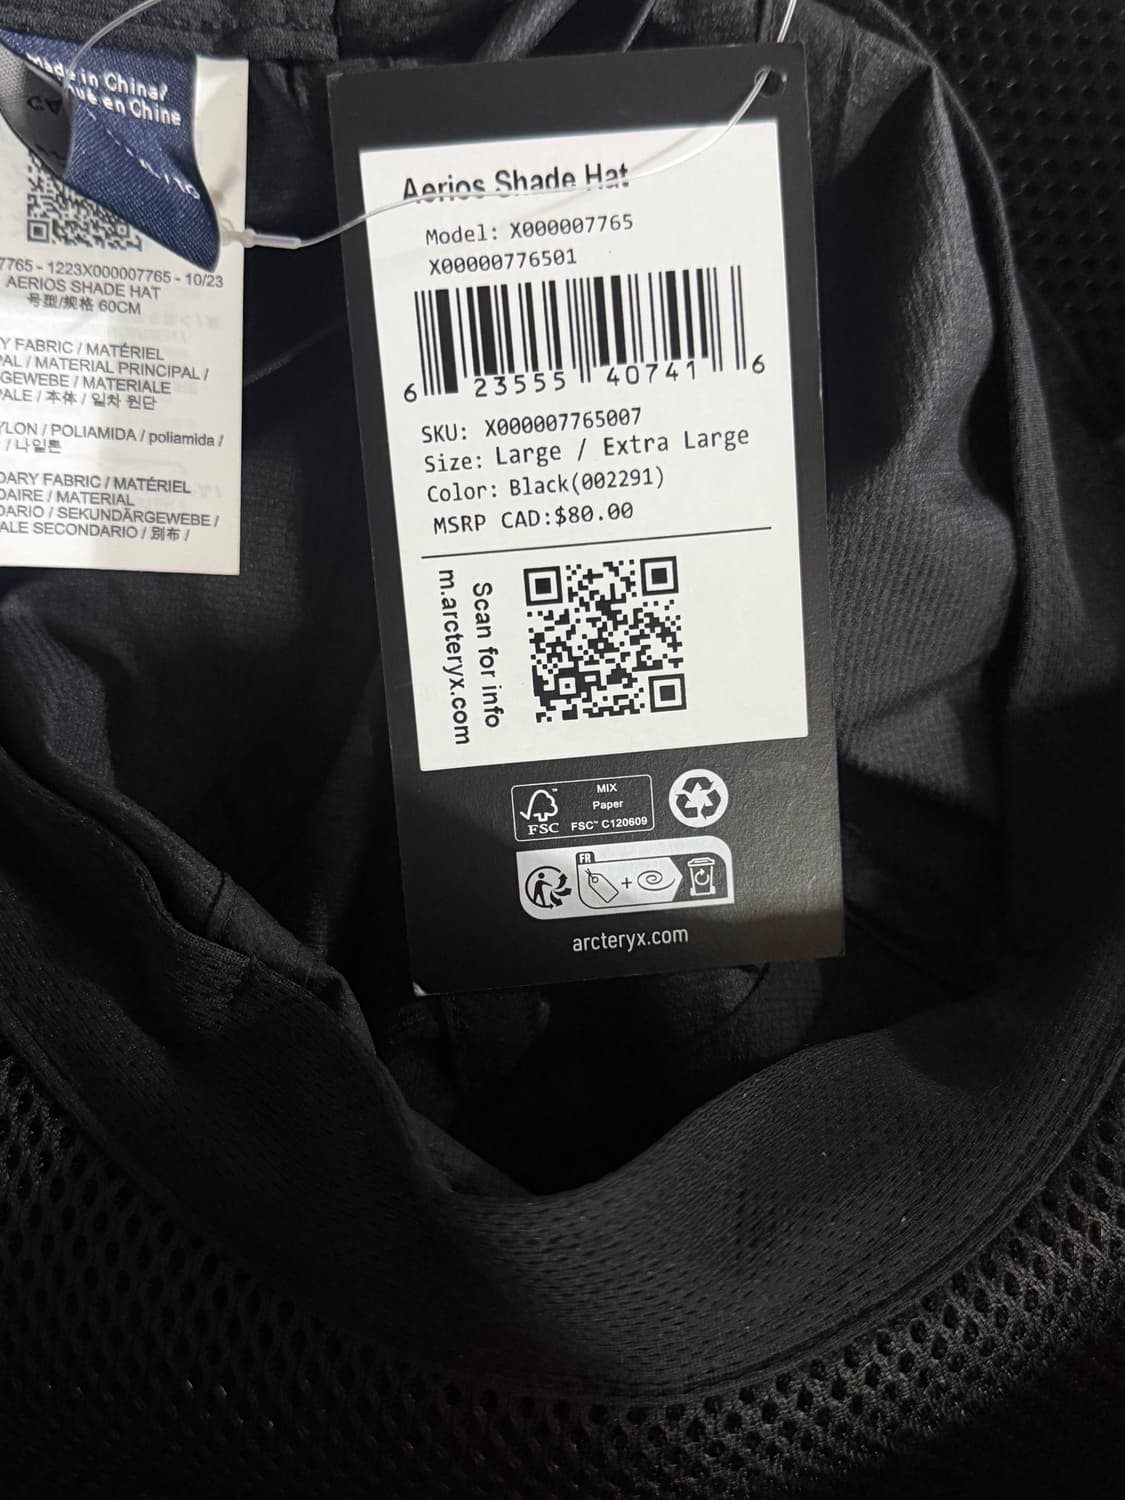 Made in China/
en Chine
7765 - 1223X000007765 - 10/23
AERIOS SHADE HAT
号型/规格 60CM
Y FABRIC / MATÉRIEL
PAL / MATERIAL PRINCIPAL /
GEWEBE / MATERIALE
PALE / 本体 / 일차 원단
YLON / POLIAMIDA / poliamida /
/ 나일론
DARY FABRIC / MATÉRIEL
DAIRE / MATERIAL
DARIO / SEKUNDÄRGEWEBE /
ALE SECONDARIO / 別布 /
Aerios Shade Hat
Model: X000007765
X00000776501
6 23555 40741 6
SKU: X000007765007
Size: Large / Extra Large
Color: Black(002291)
MSRP CAD:$80.00
Scan for info
m.arcteryx.com
FSC
MIX
Paper
FSC™ C120609
FR
+
arcteryx.com